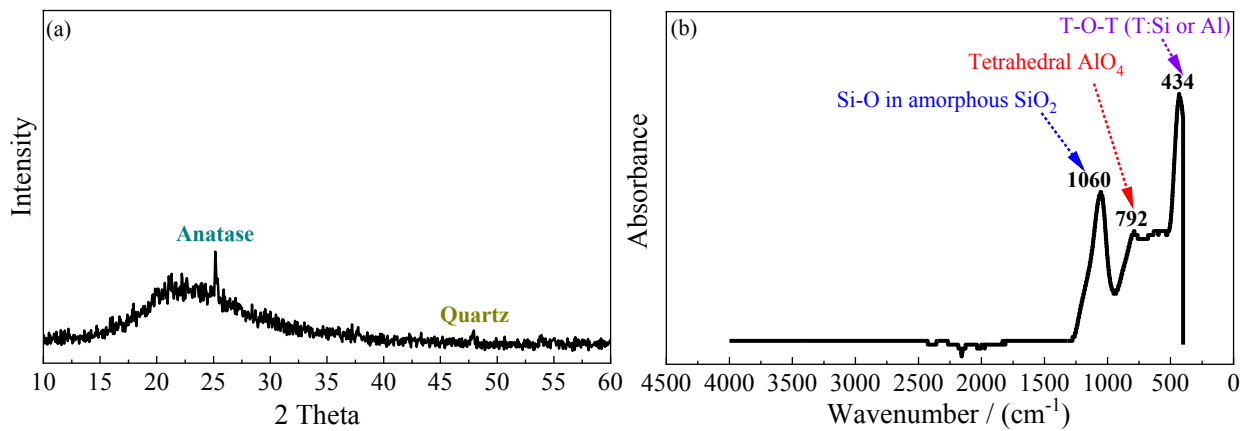 (a)
Anatase
Quartz
Intensity
10 15 20 25 30 35 40 45 50 55 60
2 Theta
(b)
T-O-T (T:Si or Al)
Tetrahedral AlO4
434
Si-O in amorphous SiO2
1060
792
Absorbance
4500 4000 3500 3000 2500 2000 1500 1000 500 0
Wavenumber / (cm-1)